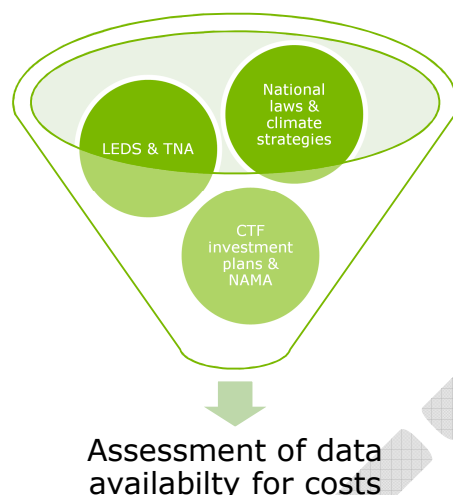 National
laws &
climate
strategies
LEDS & TNA
CTF
investment
plans &
NAMA
Assessment of data
availabilty for costs